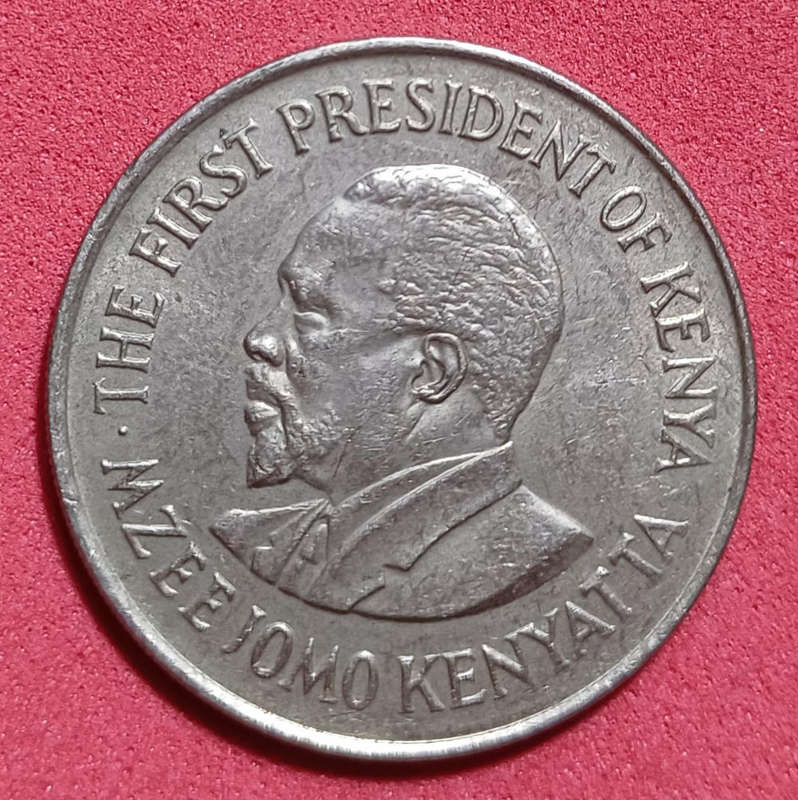 THE FIRST PRESIDENT OF KENYA
MZEE JOMO KENYATTA